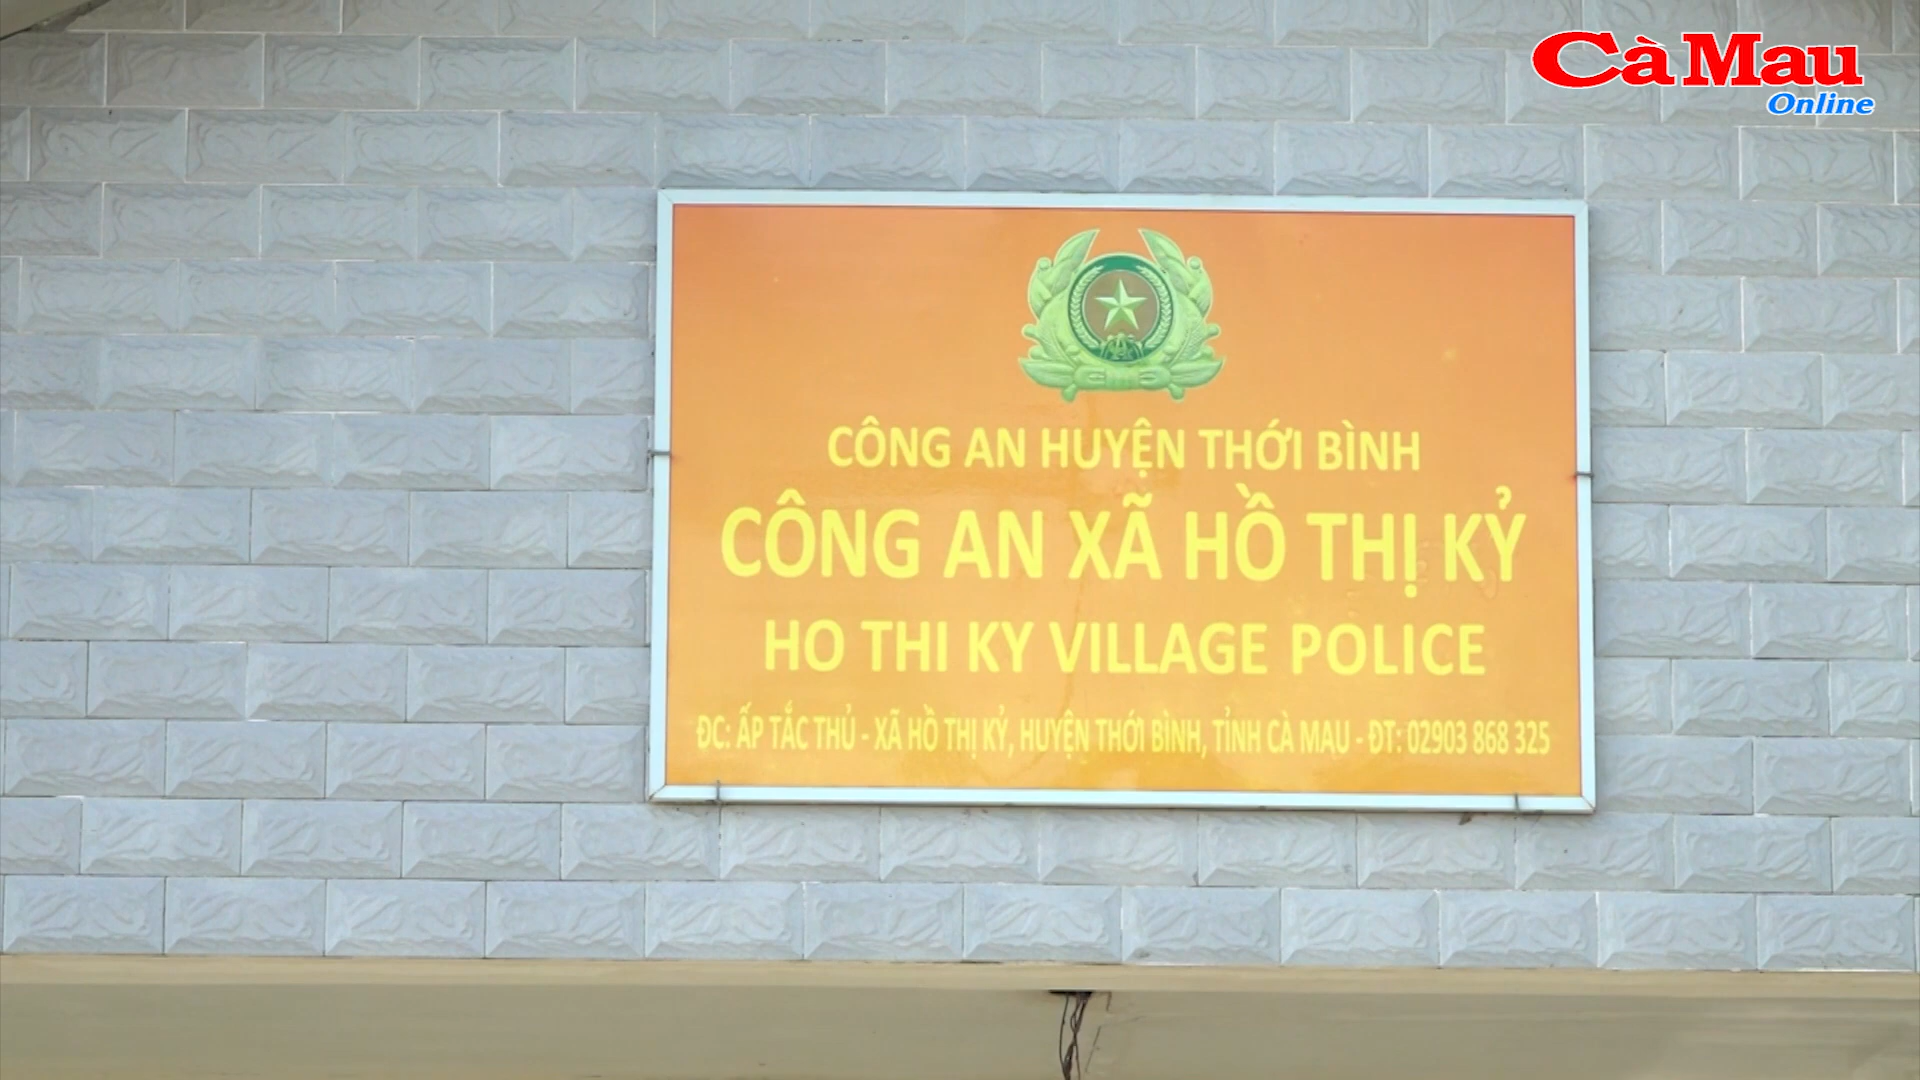 Cà Mau
Online
CÔNG AN HUYỆN THỚI BÌNH
CÔNG AN XÃ HỒ THỊ KỶ
HO THI KY VILLAGE POLICE
ĐC: ẤP TẮC THỦ - XÃ HỒ THỊ KỶ, HUYỆN THỚI BÌNH, TỈNH CÀ MAU - ĐT: 02903 868 325